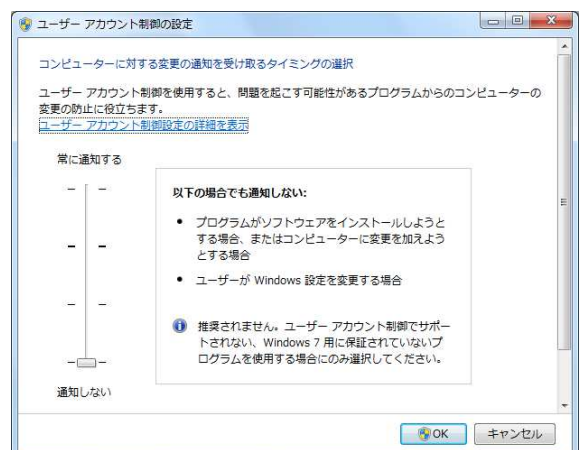 ユーザー アカウント制御の設定
コンピューターに対する変更の通知を受け取るタイミングの選択
ユーザー アカウント制御を使用すると、問題を起こす可能性があるプログラムからのコンピューターの
変更の防止に役立ちます。
ユーザー アカウント制御設定の詳細を表示
常に通知する
以下の場合でも通知しない:
• プログラムがソフトウェアをインストールしようと
する場合、またはコンピューターに変更を加えよう
とする場合
• ユーザーが Windows 設定を変更する場合
推奨されません。ユーザー アカウント制御でサポー
トされない、Windows 7 用に保証されていないプ
ログラムを使用する場合にのみ選択してください。
通知しない
OK キャンセル